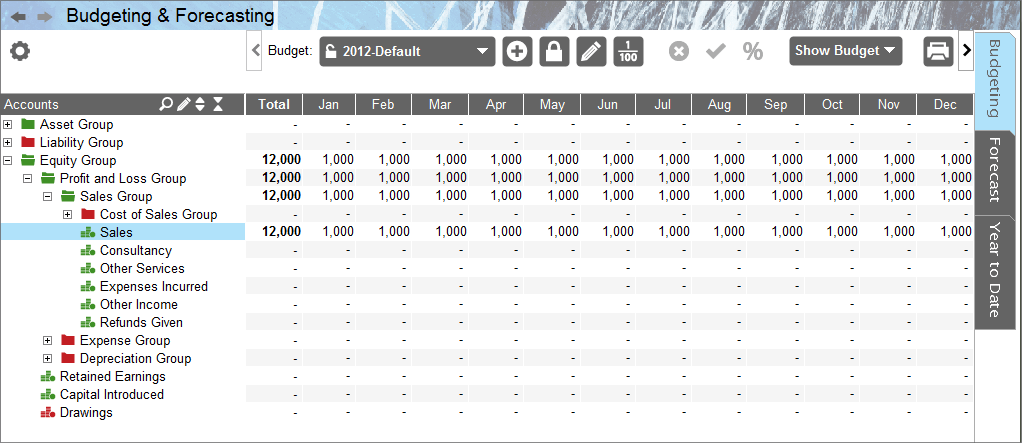 Budgeting & Forecasting
Budget: 2012-Default 1/100 % Show Budget
Accounts Total Jan Feb Mar Apr May Jun Jul Aug Sep Oct Nov Dec
Asset Group - - - - - - - - - - - - -
Liability Group - - - - - - - - - - - - -
Equity Group 12,000 1,000 1,000 1,000 1,000 1,000 1,000 1,000 1,000 1,000 1,000 1,000 1,000
Profit and Loss Group 12,000 1,000 1,000 1,000 1,000 1,000 1,000 1,000 1,000 1,000 1,000 1,000 1,000
Sales Group 12,000 1,000 1,000 1,000 1,000 1,000 1,000 1,000 1,000 1,000 1,000 1,000 1,000
Cost of Sales Group - - - - - - - - - - - - -
Sales 12,000 1,000 1,000 1,000 1,000 1,000 1,000 1,000 1,000 1,000 1,000 1,000 1,000
Consultancy - - - - - - - - - - - - -
Other Services - - - - - - - - - - - - -
Expenses Incurred - - - - - - - - - - - - -
Other Income - - - - - - - - - - - - -
Refunds Given - - - - - - - - - - - - -
Expense Group - - - - - - - - - - - - -
Depreciation Group - - - - - - - - - - - - -
Retained Earnings - - - - - - - - - - - - -
Capital Introduced - - - - - - - - - - - - -
Drawings - - - - - - - - - - - - -
Budgeting
Forecast
Year to Date